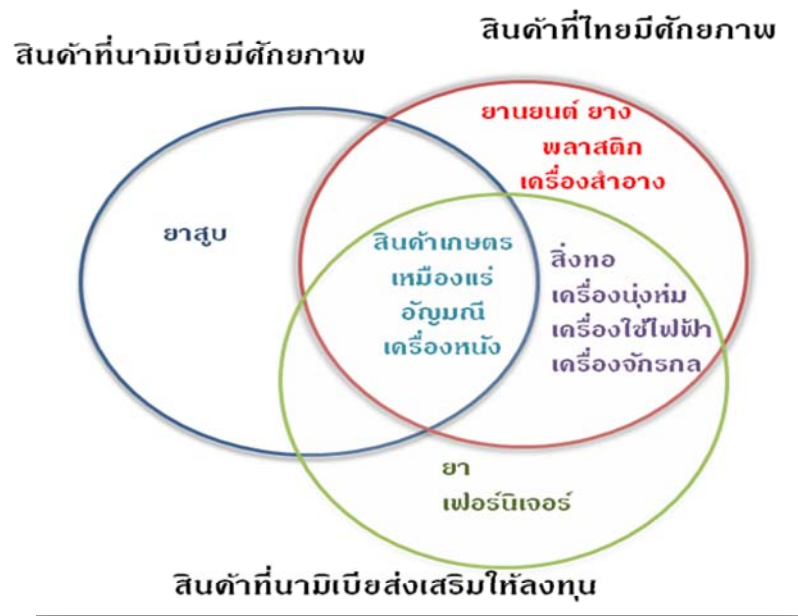 สินค้าที่ไทยมีศักยภาพ
สินค้าที่นามิเบียมีศักยภาพ
ยานยนต์ ยาง
พลาสติก
เครื่องสำอาง
ยาสูบ
สินค้าเกษตร
เหมืองแร่
อัญมณี
เครื่องหนัง
สิ่งทอ
เครื่องนุ่งห่ม
เครื่องใช้ไฟฟ้า
เครื่องจักรกล
ยา
เฟอร์นิเจอร์
สินค้าที่นามิเบียส่งเสริมให้ลงทุน